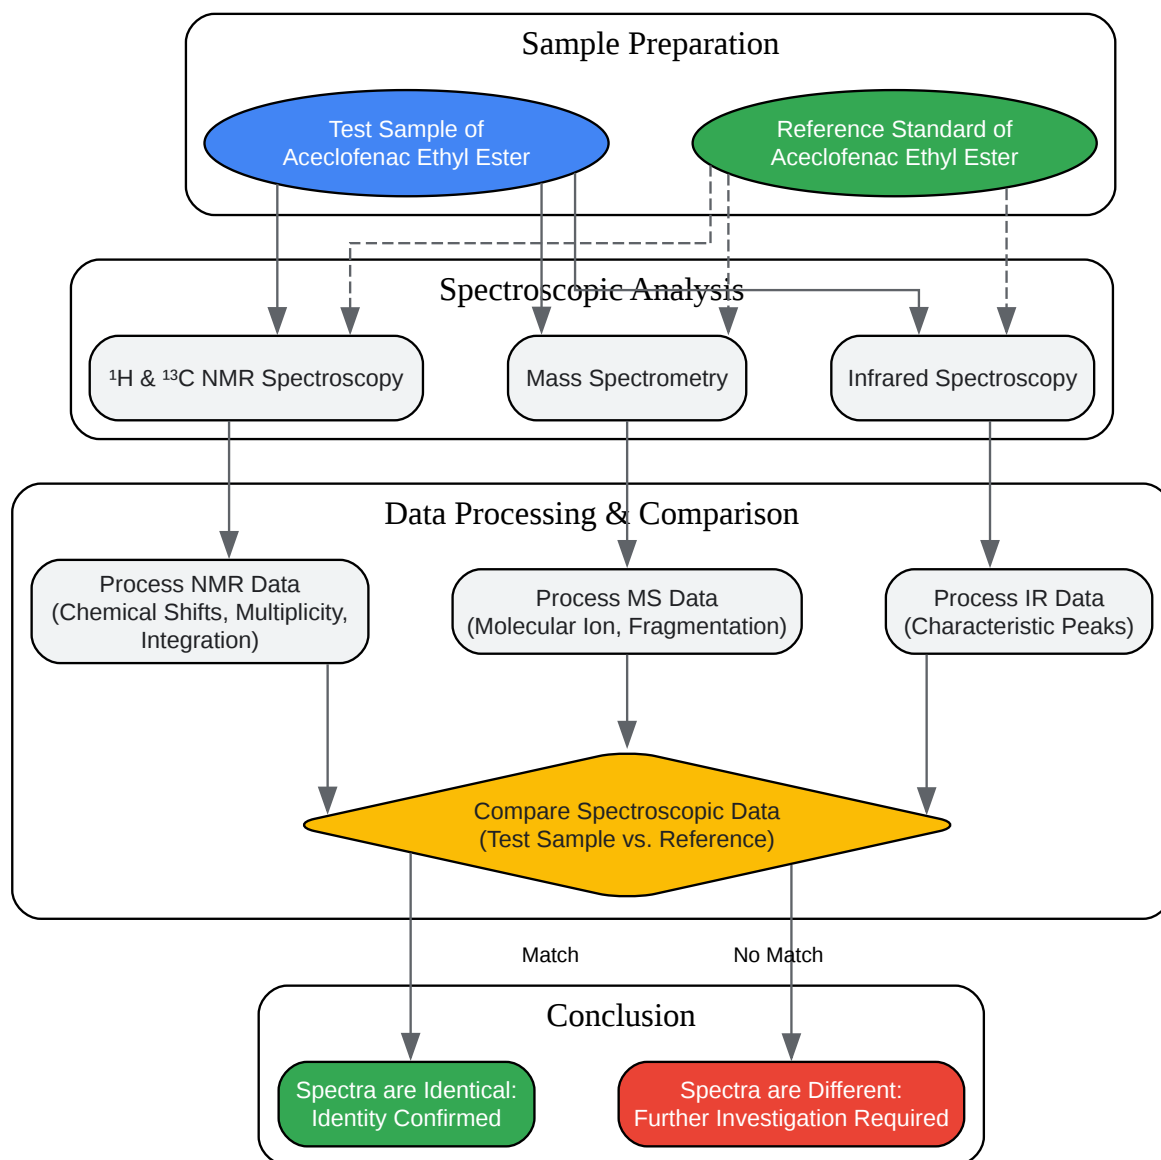 Sample Preparation
Test Sample of
Aceclofenac Ethyl Ester
Reference Standard of
Aceclofenac Ethyl Ester
Spectroscopic Analysis
¹H & ¹³C NMR Spectroscopy
Mass Spectrometry
Infrared Spectroscopy
Data Processing & Comparison
Process NMR Data
(Chemical Shifts, Multiplicity,
Integration)
Process MS Data
(Molecular Ion, Fragmentation)
Process IR Data
(Characteristic Peaks)
Compare Spectroscopic Data
(Test Sample vs. Reference)
Match
No Match
Conclusion
Spectra are Identical:
Identity Confirmed
Spectra are Different:
Further Investigation Required